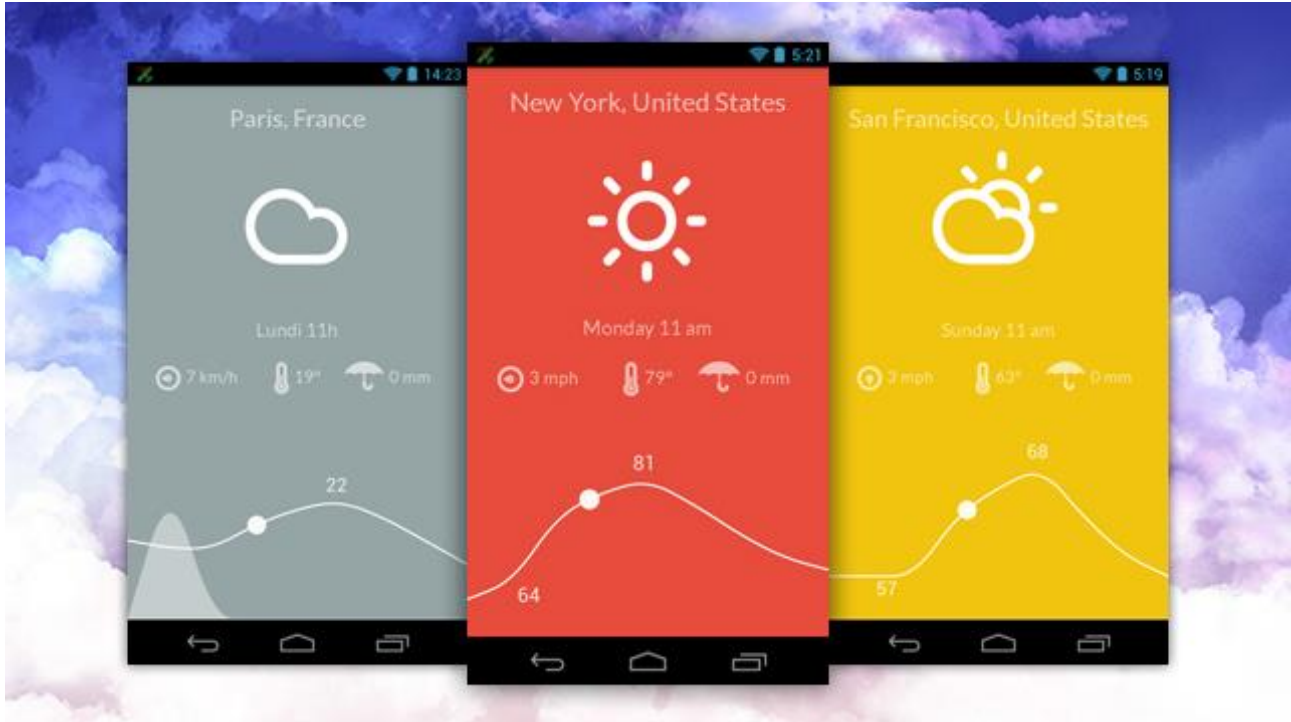 14:23
Paris, France
Lundi 11h
7 km/h 19° 0 mm
22
5:21
New York, United States
Monday 11 am
3 mph 79° 0 mm
81
64
5:19
San Francisco, United States
Sunday 11 am
3 mph 63° 0 mm
68
57